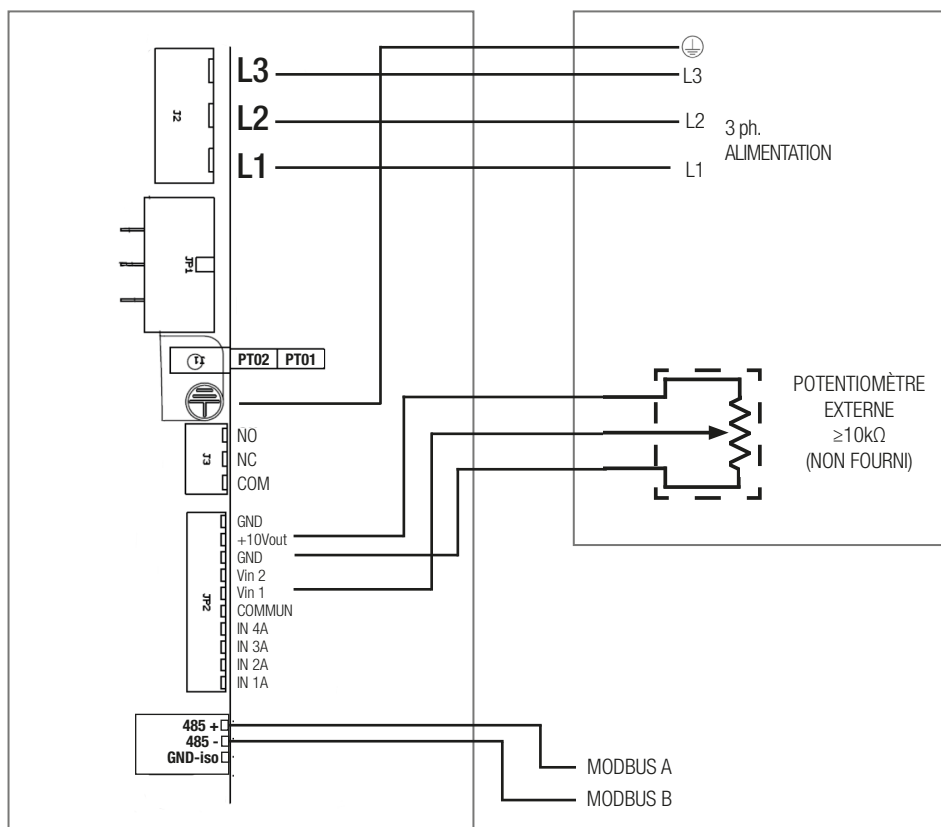 L3
L3
J2
L2
L2
3 ph.
ALIMENTATION
L1
L1
JP1
T1
PT02
PT01
POTENTIOMÈTRE
EXTERNE
≥10kΩ
(NON FOURNI)
J3
NO
NC
COM
JP2
GND
+10Vout
GND
Vin 2
Vin 1
COMMUN
IN 4A
IN 3A
IN 2A
IN 1A
485 +
485 -
GND-iso
MODBUS A
MODBUS B